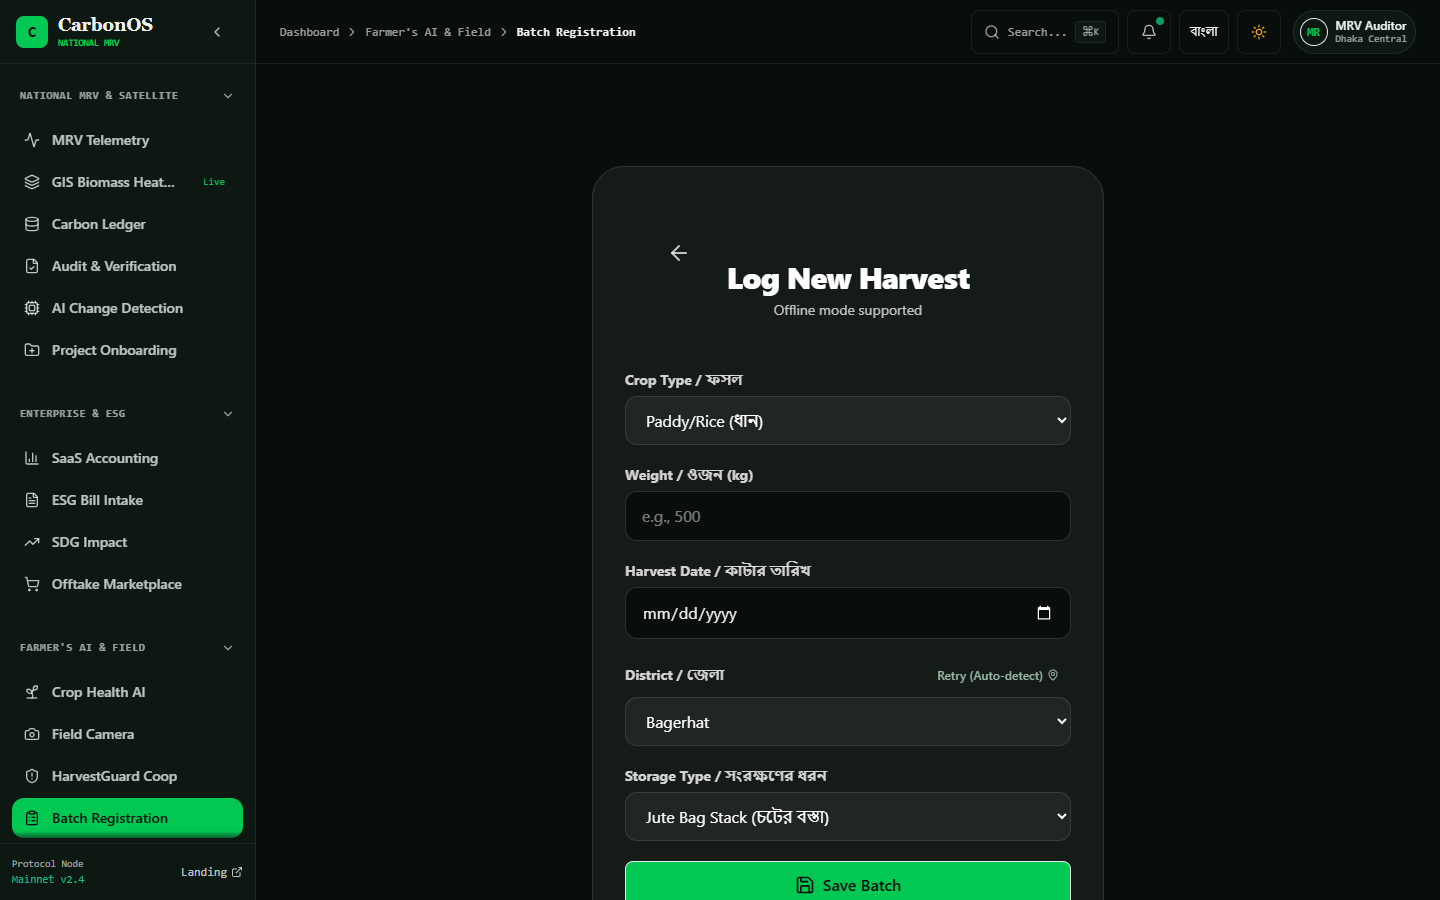 C
CarbonOS
NATIONAL MRV
Dashboard > Farmer's AI & Field > Batch Registration
Search... ⌘K
বাংলা
MR
MRV Auditor
Dhaka Central
NATIONAL MRV & SATELLITE
MRV Telemetry
GIS Biomass Heat... Live
Carbon Ledger
Audit & Verification
AI Change Detection
Project Onboarding
ENTERPRISE & ESG
SaaS Accounting
ESG Bill Intake
SDG Impact
Offtake Marketplace
FARMER'S AI & FIELD
Crop Health AI
Field Camera
HarvestGuard Coop
Batch Registration
Protocol Node
Mainnet v2.4
Landing
Log New Harvest
Offline mode supported
Crop Type / ফসল
Paddy/Rice (ধান)
Weight / ওজন (kg)
e.g., 500
Harvest Date / কাটার তারিখ
mm/dd/yyyy
District / জেলা
Retry (Auto-detect)
Bagerhat
Storage Type / সংরক্ষণের ধরন
Jute Bag Stack (চটের বস্তা)
Save Batch